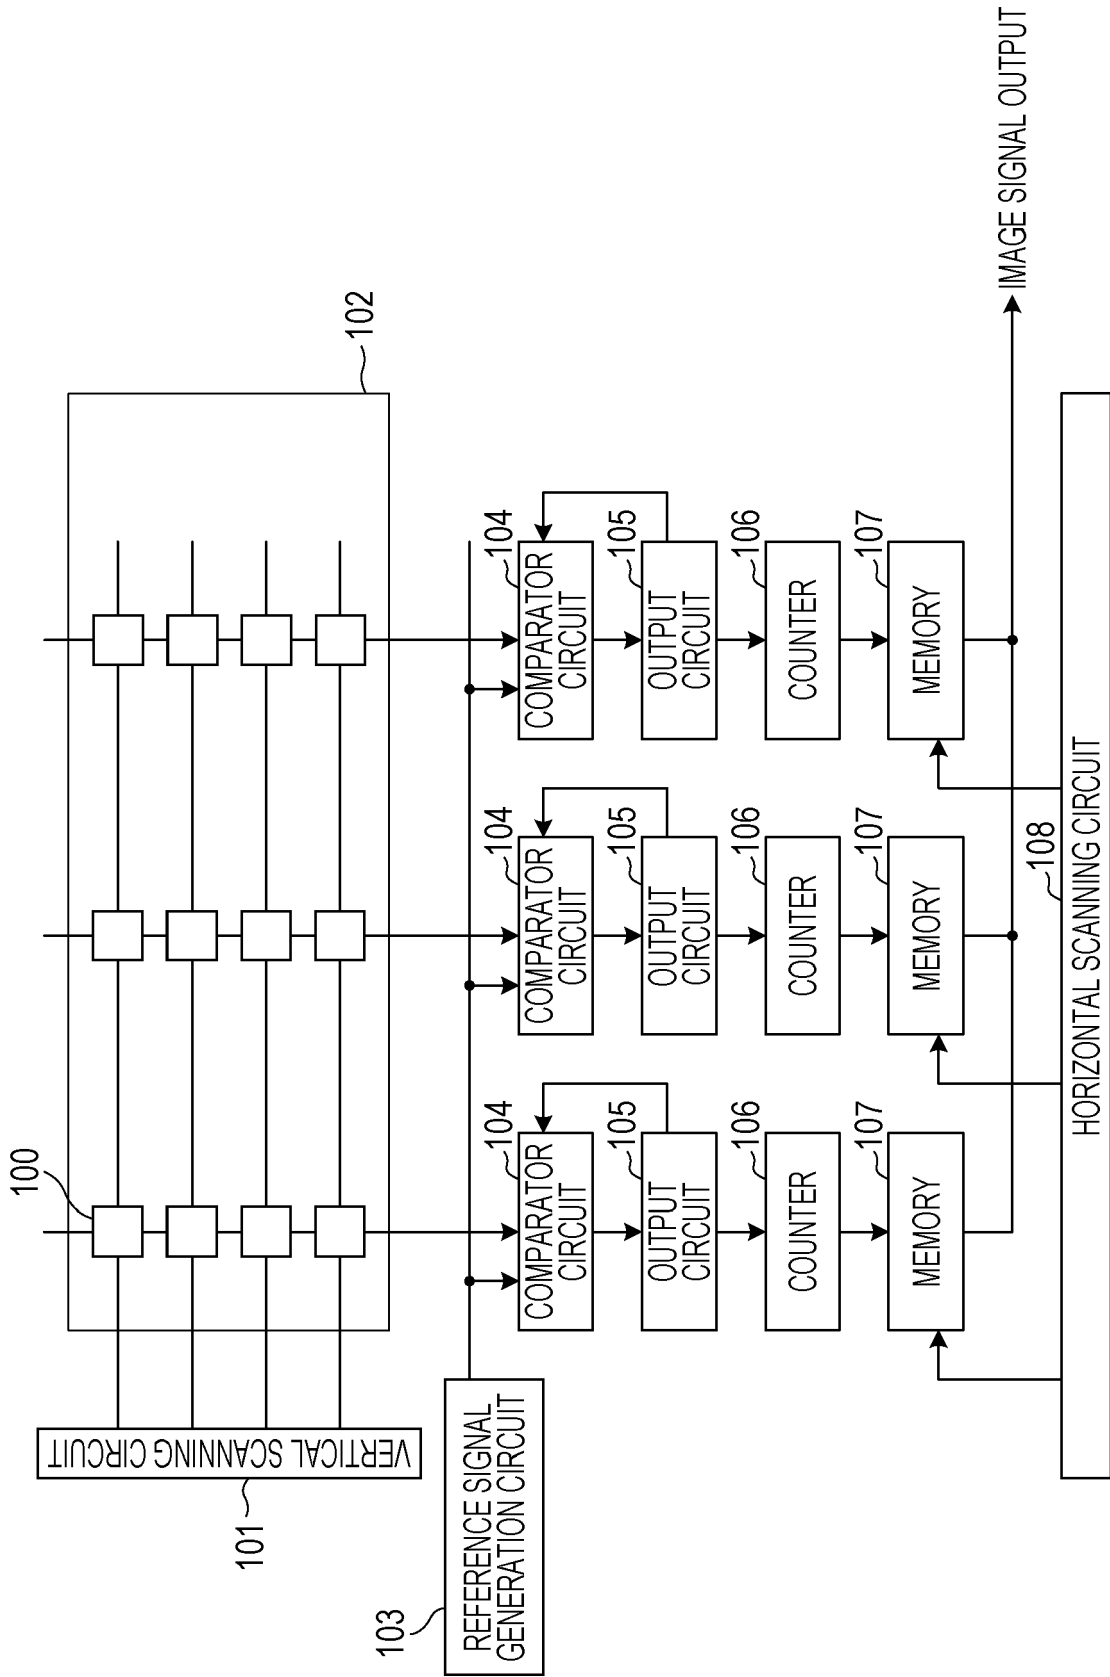 102
100
VERTICAL SCANNING CIRCUIT
101
103
REFERENCE SIGNAL
GENERATION CIRCUIT
104
COMPARATOR
CIRCUIT
104
COMPARATOR
CIRCUIT
104
COMPARATOR
CIRCUIT
105
OUTPUT
CIRCUIT
105
OUTPUT
CIRCUIT
105
OUTPUT
CIRCUIT
106
COUNTER
106
COUNTER
106
COUNTER
107
MEMORY
107
MEMORY
107
MEMORY
IMAGE SIGNAL OUTPUT
108
HORIZONTAL SCANNING CIRCUIT